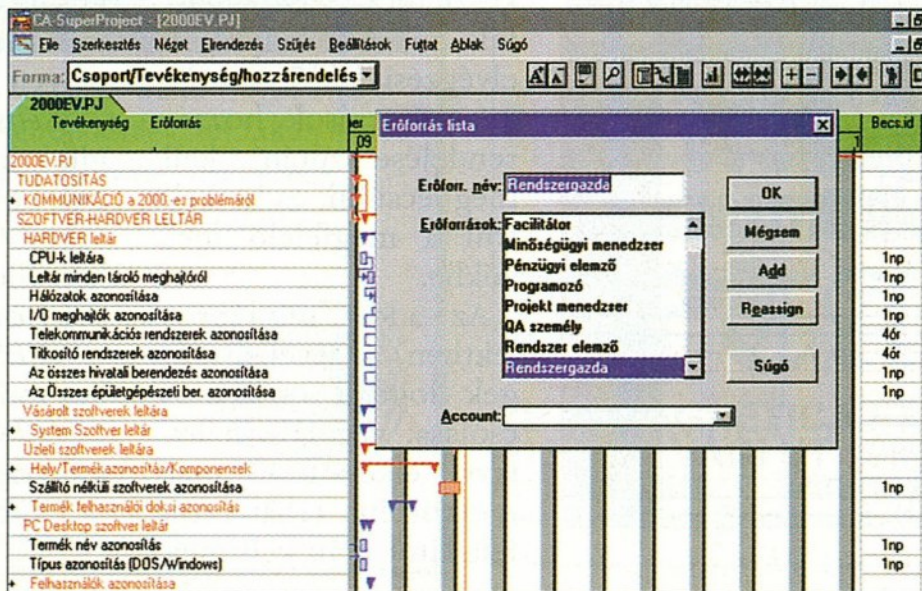 CA-SuperProject - [2000EV.PJ]
File Szerkesztés Nézet Elrendezés Szűrés Beállítások Futtat Ablak Súgó
Forma: Csoport/Tevékenység/hozzárendelés
2000EV.PJ
Tevékenység Erőforrás
ber
09
1
Becs.id
2000EV.PJ
TUDATOSÍTÁS
+ KOMMUNIKÁCIÓ a 2000.-es problémáról
SZOFTVER-HARDVER LELTÁR
HARDVER leltár
CPU-k leltára 1np
Leltár minden tároló meghajtóról 1np
Hálózatok azonosítása 1np
I/O meghajtók azonosítása 1np
Telekommunikációs rendszerek azonosítása 4ór
Titkosító rendszerek azonosítása 4ór
Az összes hivatali berendezés azonosítása 1np
Az Összes épületgépészeti ber. azonosítása 1np
Vásárolt szoftverek leltára
+ System Szoftver leltár
Üzleti szoftverek leltára
+ Hely/Termékazonosítás/Komponensek
Szállító nélküli szoftverek azonosítása 1np
+ Termék felhasználói doksi azonosítás
PC Desktop szoftver leltár
Termék név azonosítás 1np
Típus azonosítás (DOS/Windows) 1np
+ Felhasználók azonosítása
Erőforrás lista
Erőforr. név: Rendszergazda
Erőforrások: Facilitátor
Minőségügyi menedzser
Pénzügyi elemző
Programozó
Projekt menedzser
QA személy
Rendszer elemző
Rendszergazda
Account:
OK
Mégsem
Add
Reassign
Súgó